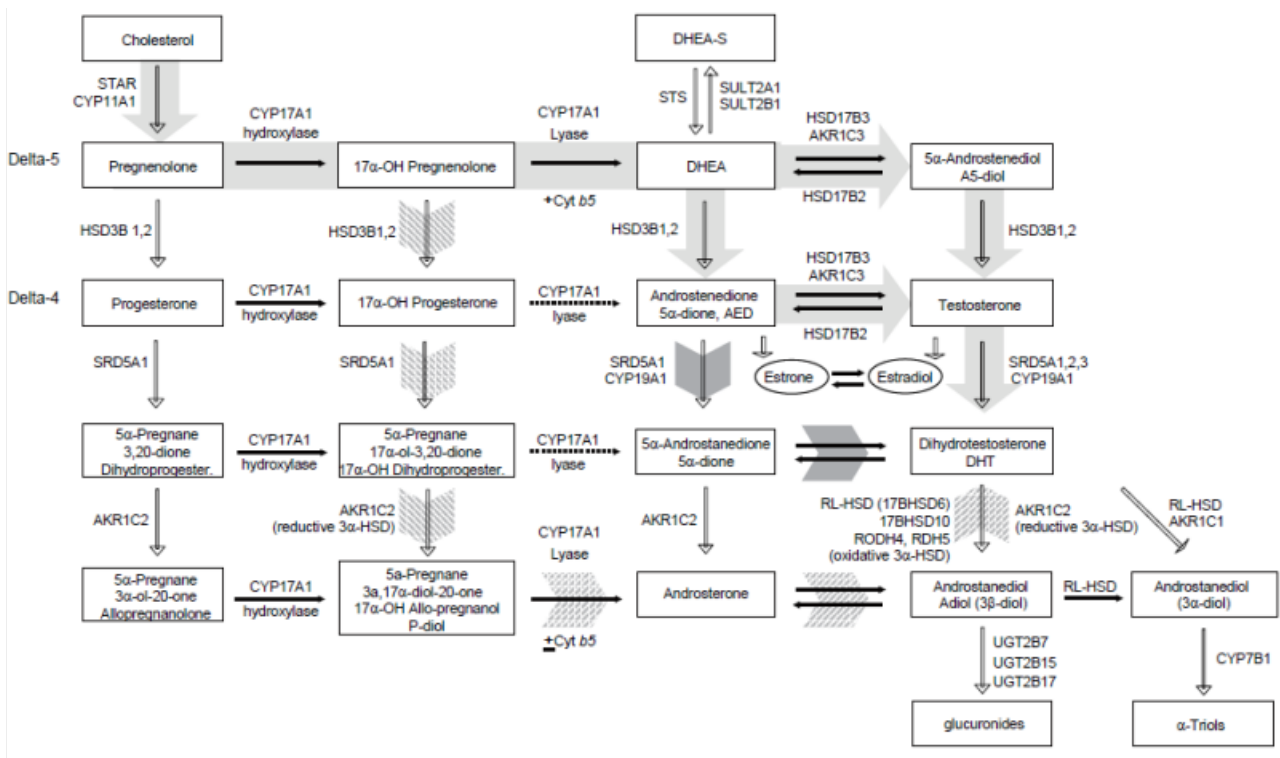 Cholesterol
DHEA-S
STAR
CYP11A1
STS
SULT2A1
SULT2B1
CYP17A1
hydroxylase
CYP17A1
Lyase
HSD17B3
AKR1C3
Delta-5
Pregnenolone
17α-OH Pregnenolone
DHEA
5α-Androstenediol
A5-diol
+Cyt b5
HSD17B2
HSD3B 1,2
HSD3B1,2
HSD3B1,2
HSD3B1,2
HSD17B3
AKR1C3
Delta-4
Progesterone
CYP17A1
hydroxylase
17α-OH Progesterone
CYP17A1
lyase
Androstenedione
5α-dione, AED
Testosterone
HSD17B2
SRD5A1
SRD5A1
SRD5A1
CYP19A1
Estrone
Estradiol
SRD5A1,2,3
CYP19A1
5α-Pregnane
3,20-dione
Dihydroprogester.
CYP17A1
hydroxylase
5α-Pregnane
17α-ol-3,20-dione
17α-OH Dihydroprogester.
CYP17A1
lyase
5α-Androstanedione
5α-dione
Dihydrotestosterone
DHT
AKR1C2
AKR1C2
(reductive 3α-HSD)
AKR1C2
RL-HSD (17BHSD6)
17BHSD10
RODH4, RDH5
(oxidative 3α-HSD)
AKR1C2
(reductive 3α-HSD)
RL-HSD
AKR1C1
CYP17A1
Lyase
5α-Pregnane
3α-ol-20-one
Allopregnanolone
CYP17A1
hydroxylase
5a-Pregnane
3a,17α-diol-20-one
17α-OH Allo-pregnanol
P-diol
±Cyt b5
Androsterone
Androstanediol
Adiol (3β-diol)
RL-HSD
Androstanediol
(3α-diol)
UGT2B7
UGT2B15
UGT2B17
CYP7B1
glucuronides
α-Triols